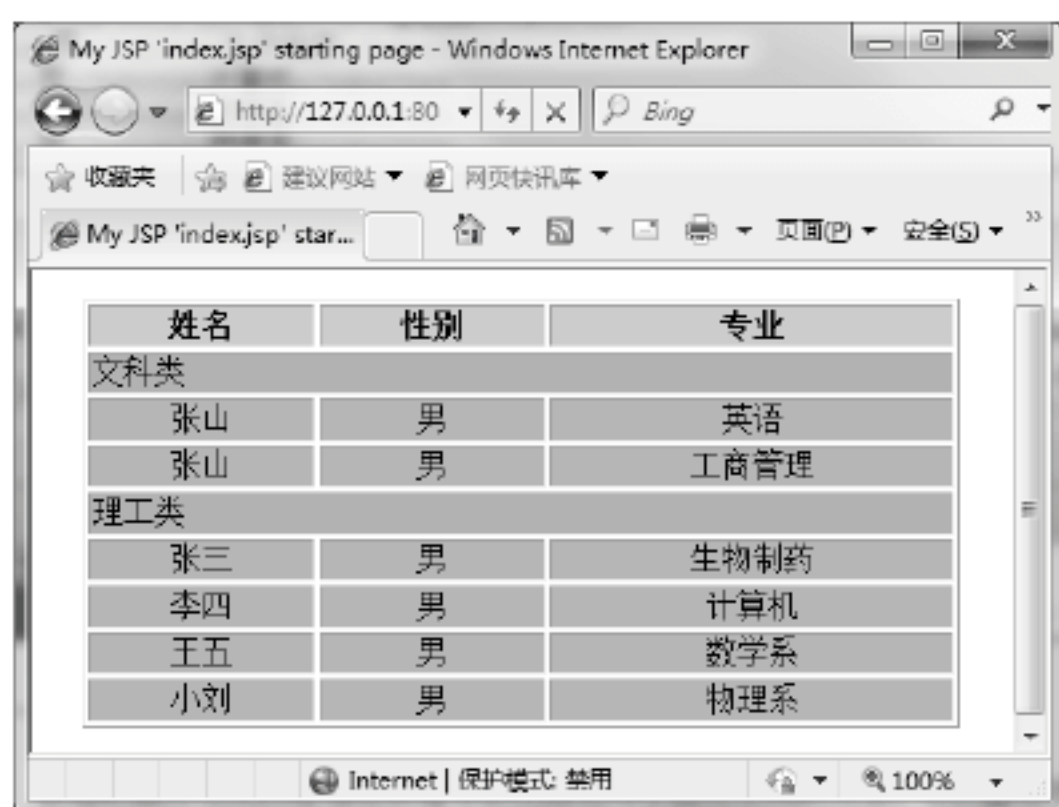 My JSP 'index.jsp' starting page - Windows Internet Explorer
http://127.0.0.1:80 Bing
收藏夹 建议网站 网页快讯库
My JSP 'index.jsp' star... 页面(P) 安全(S) »
姓名 性别 专业
文科类
张山 男 英语
张山 男 工商管理
理工类
张三 男 生物制药
李四 男 计算机
王五 男 数学系
小刘 男 物理系
Internet | 保护模式: 禁用 100%